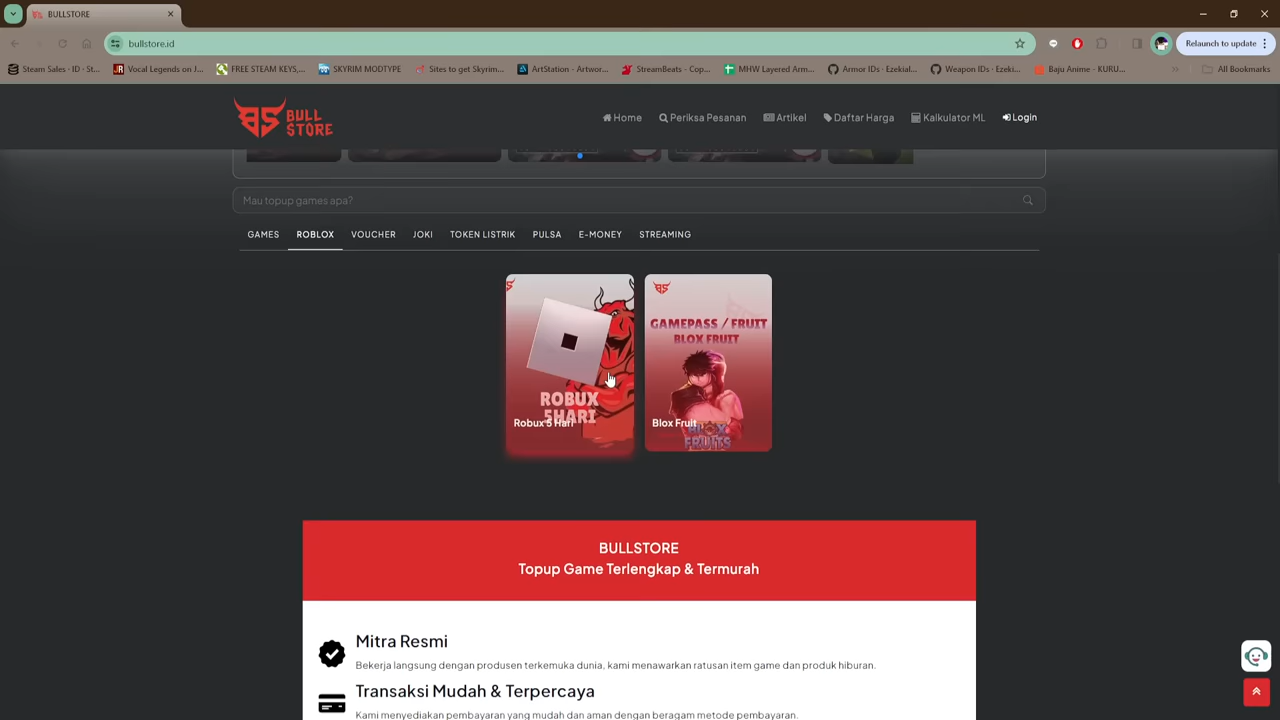 BULLSTORE
bullstore.id
Relaunch to update
Steam Sales - ID · St...
Vocal Legends on J...
FREE STEAM KEYS,...
SKYRIM MODTYPE
Sites to get Skyrim...
ArtStation - Artwor...
StreamBeats - Cop...
MHW Layered Arm...
Armor IDs · Ezekial...
Weapon IDs · Ezeki...
Baju Anime - KURU...
All Bookmarks
BULL
STORE
Home
Periksa Pesanan
Artikel
Daftar Harga
Kalkulator ML
Login
Mau topup games apa?
GAMES
ROBLOX
VOUCHER
JOKI
TOKEN LISTRIK
PULSA
E-MONEY
STREAMING
ROBUX
5HARI
Robux 5 Hari
GAMEPASS / FRUIT
BLOX FRUIT
Blox Fruit
BLOX
FRUITS
BULLSTORE
Topup Game Terlengkap & Termurah
Mitra Resmi
Bekerja langsung dengan produsen terkemuka dunia, kami menawarkan ratusan item game dan produk hiburan.
Transaksi Mudah & Terpercaya
Kami menyediakan pembayaran yang mudah dan aman dengan beragam metode pembayaran.